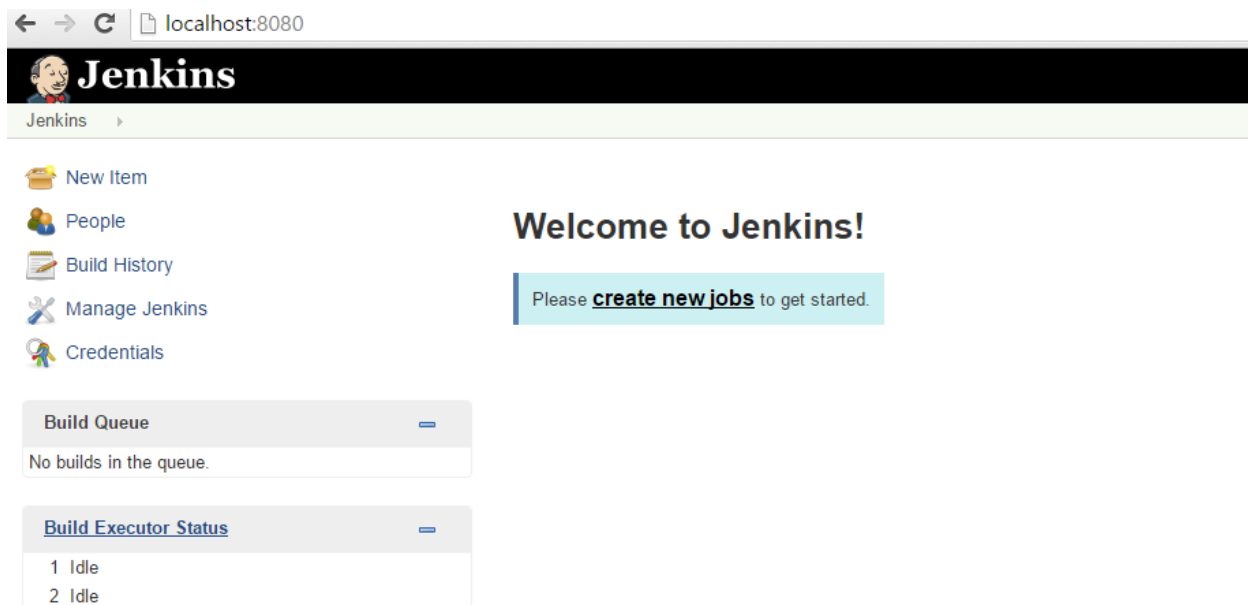 localhost:8080
Jenkins
Jenkins
New Item
People
Build History
Manage Jenkins
Credentials
Welcome to Jenkins!
Please create new jobs to get started.
Build Queue
No builds in the queue.
Build Executor Status
1 Idle
2 Idle